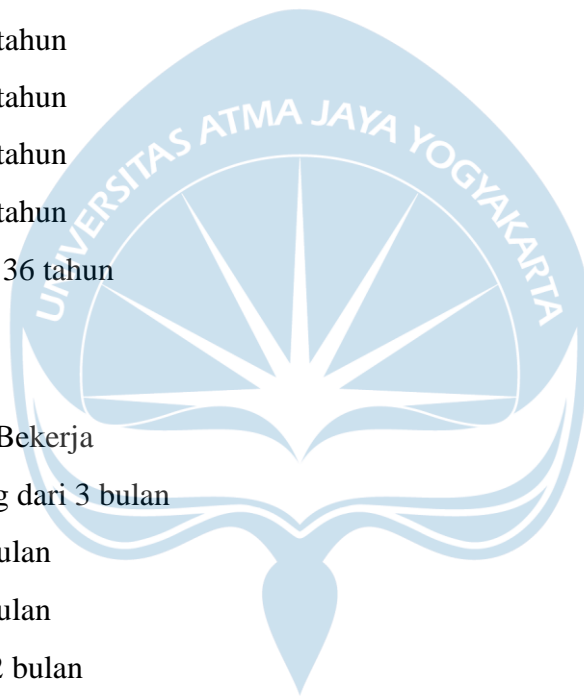 tahun
tahun
tahun
tahun
36 tahun
Bekerja
g dari 3 bulan
ulan
ulan
2 bulan
UNIVERSITAS ATMA JAYA YOGYAKARTA